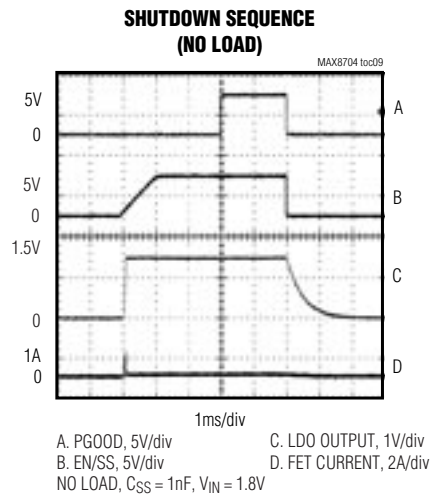 SHUTDOWN SEQUENCE
(NO LOAD)
MAX8704 toc09
5V
A
0
5V
B
0
1.5V
C
0
1A
D
0
1ms/div
A. PGOOD, 5V/div
C. LDO OUTPUT, 1V/div
B. EN/SS, 5V/div
D. FET CURRENT, 2A/div
NO LOAD, CSS = 1nF, VIN = 1.8V